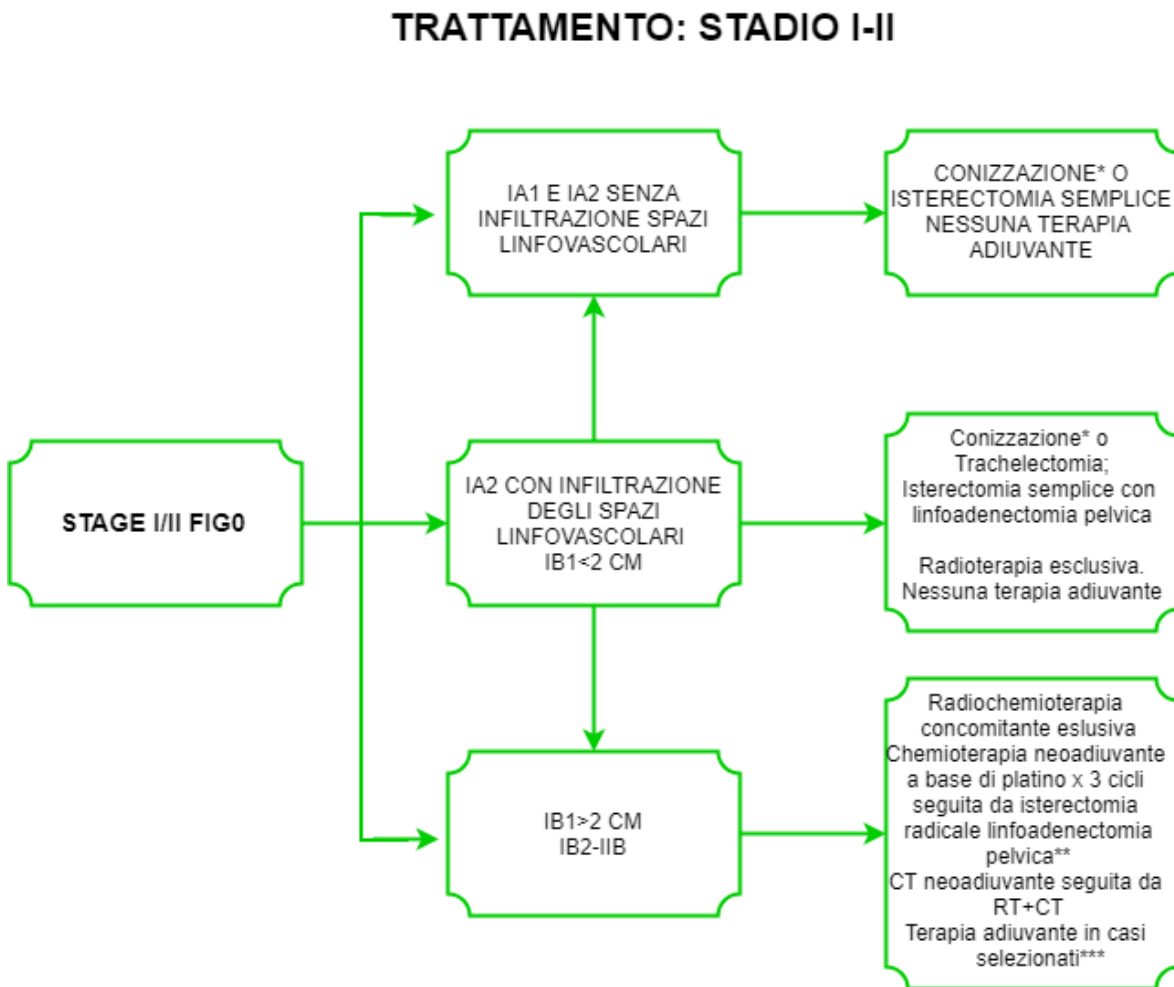 TRATTAMENTO: STADIO I-II
STAGE I/II FIG0
IA1 E IA2 SENZA
INFILTRAZIONE SPAZI
LINFOVASCOLARI
CONIZZAZIONE* O
ISTERECTOMIA SEMPLICE
NESSUNA TERAPIA
ADIUVANTE
IA2 CON INFILTRAZIONE
DEGLI SPAZI
LINFOVASCOLARI
IB1<2 CM
Conizzazione* o
Trachelectomia;
Isterectomia semplice con
linfoadenectomia pelvica
Radioterapia esclusiva.
Nessuna terapia adiuvante
IB1>2 CM
IB2-IIB
Radiochemioterapia
concomitante eslusiva
Chemioterapia neoadiuvante
a base di platino x 3 cicli
seguita da isterectomia
radicale linfoadenectomia
pelvica**
CT neoadiuvante seguita da
RT+CT
Terapia adiuvante in casi
selezionati***